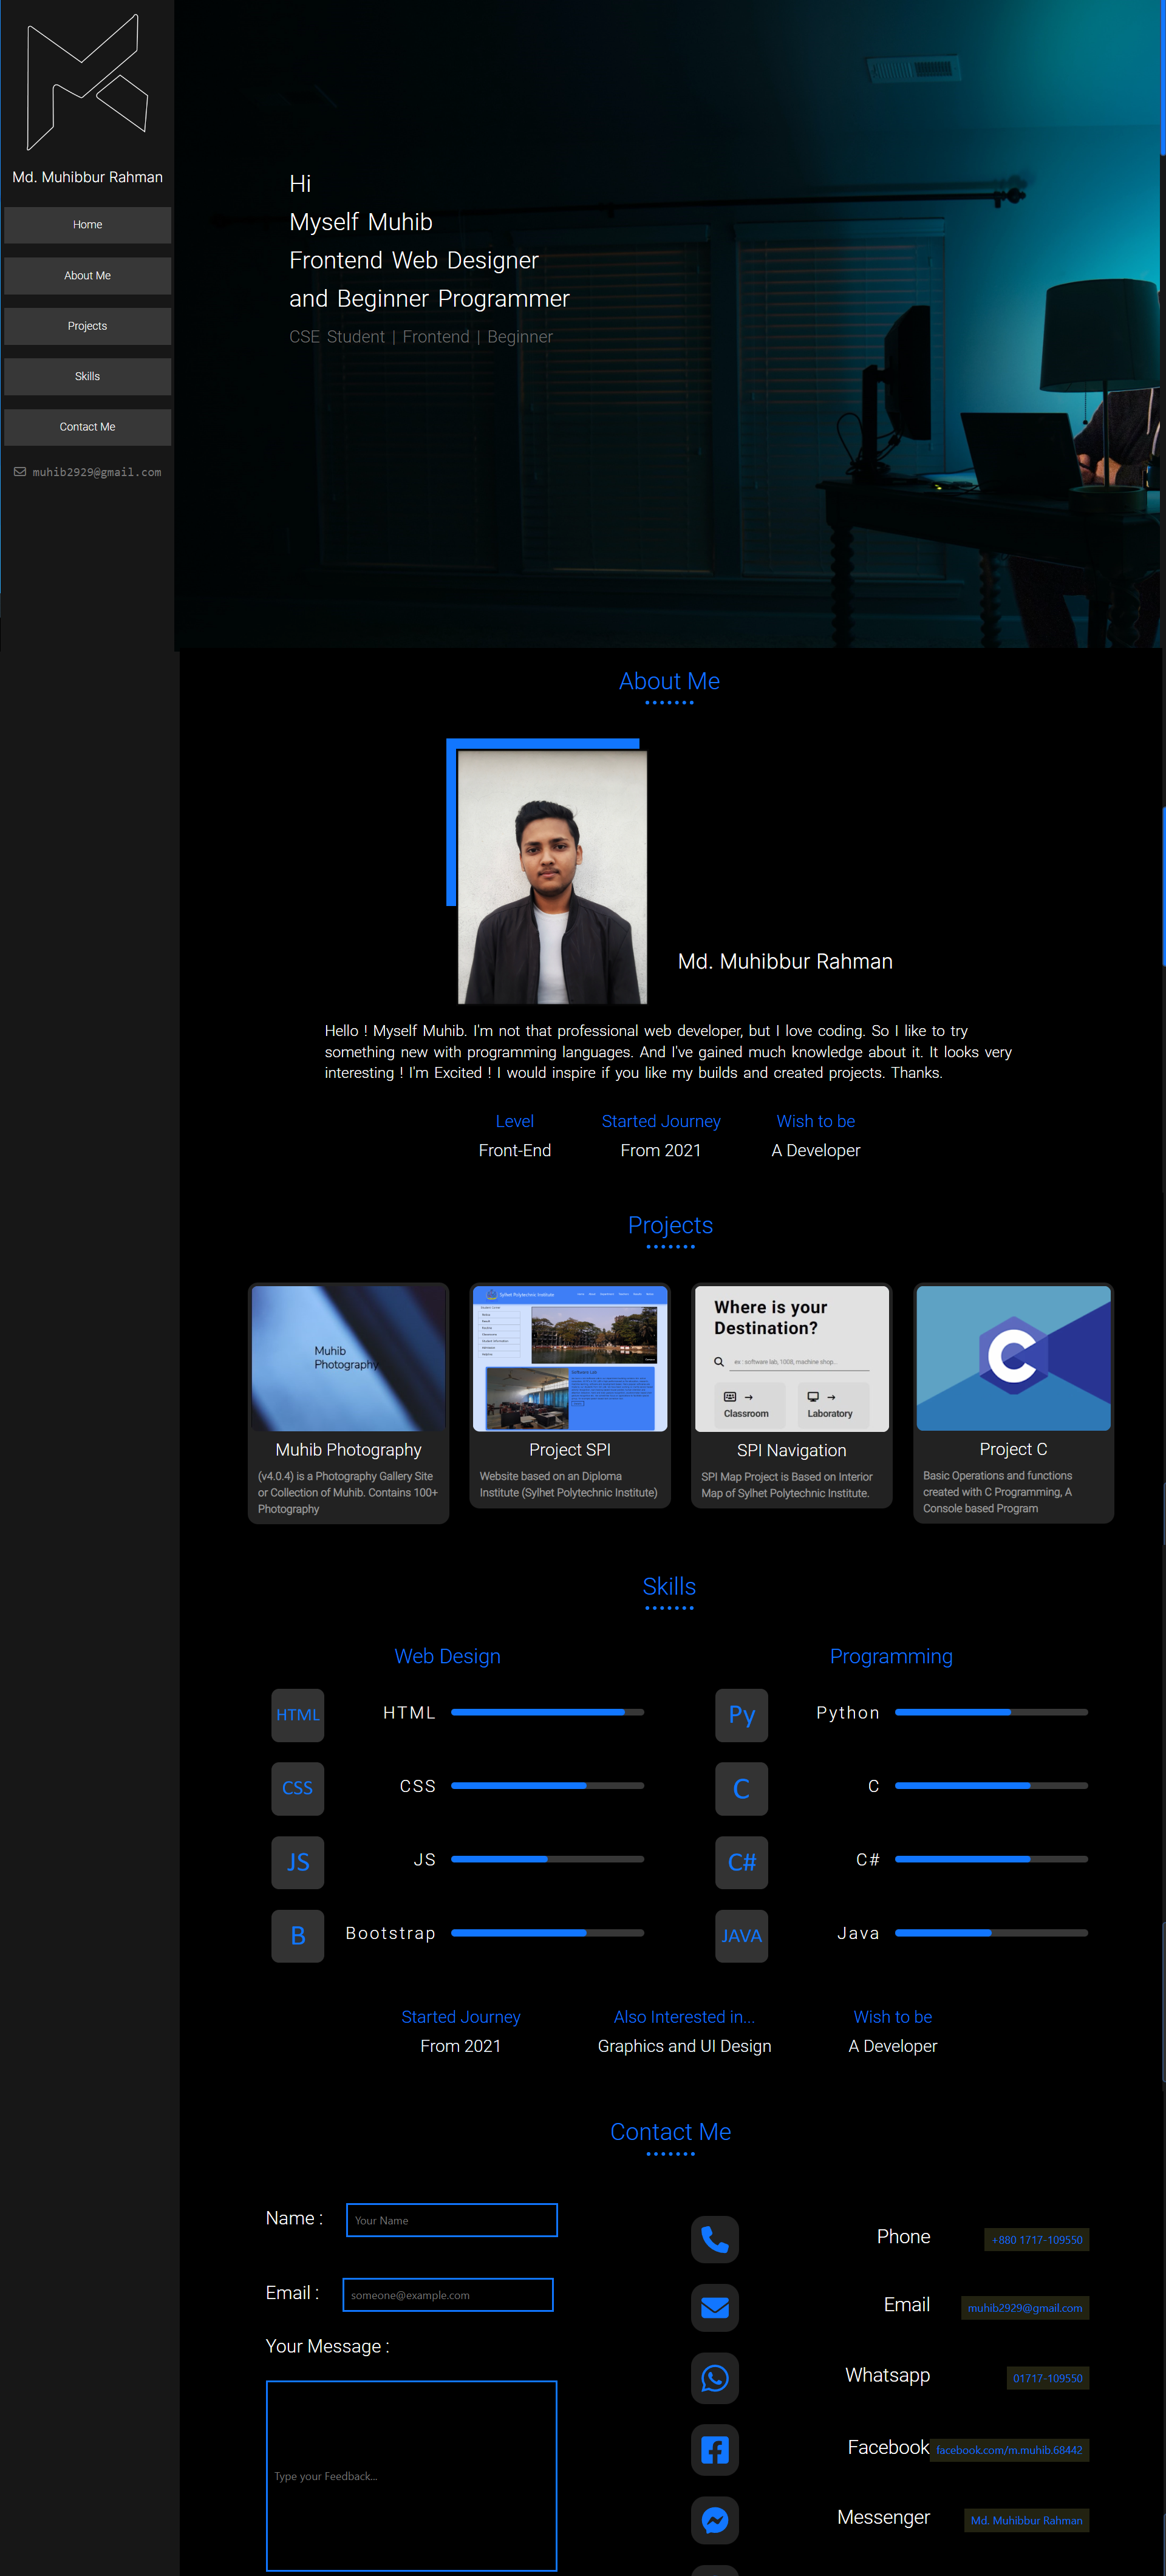 Md. Muhibbur Rahman
Home
About Me
Projects
Skills
Contact Me
muhib2929@gmail.com
Hi
Myself Muhib
Frontend Web Designer
and Beginner Programmer
CSE Student | Frontend | Beginner
About Me
Md. Muhibbur Rahman
Hello ! Myself Muhib. I'm not that professional web developer, but I love coding. So I like to try
something new with programming languages. And I've gained much knowledge about it. It looks very
interesting ! I'm Excited ! I would inspire if you like my builds and created projects. Thanks.
Level
Front-End
Started Journey
From 2021
Wish to be
A Developer
Projects
Muhib
Photography
Muhib Photography
(v4.0.4) is a Photography Gallery Site
or Collection of Muhib. Contains 100+
Photography
Sylhet Polytechnic Institute
Project SPI
Website based on an Diploma
Institute (Sylhet Polytechnic Institute)
Where is your
Destination?
ex : software lab, 1008, machine shop...
Classroom
Laboratory
SPI Navigation
SPI Map Project is Based on Interior
Map of Sylhet Polytechnic Institute.
C
Project C
Basic Operations and functions
created with C Programming, A
Console based Program
Skills
Web Design
HTML
HTML
CSS
CSS
JS
JS
B
Bootstrap
Programming
Py
Python
C
C
C#
C#
JAVA
Java
Started Journey
From 2021
Also Interested in...
Graphics and UI Design
Wish to be
A Developer
Contact Me
Name :
Your Name
Email :
someone@example.com
Your Message :
Type your Feedback...
Phone
+880 1717-109550
Email
muhib2929@gmail.com
Whatsapp
01717-109550
Facebook
facebook.com/m.muhib.68442
Messenger
Md. Muhibbur Rahman